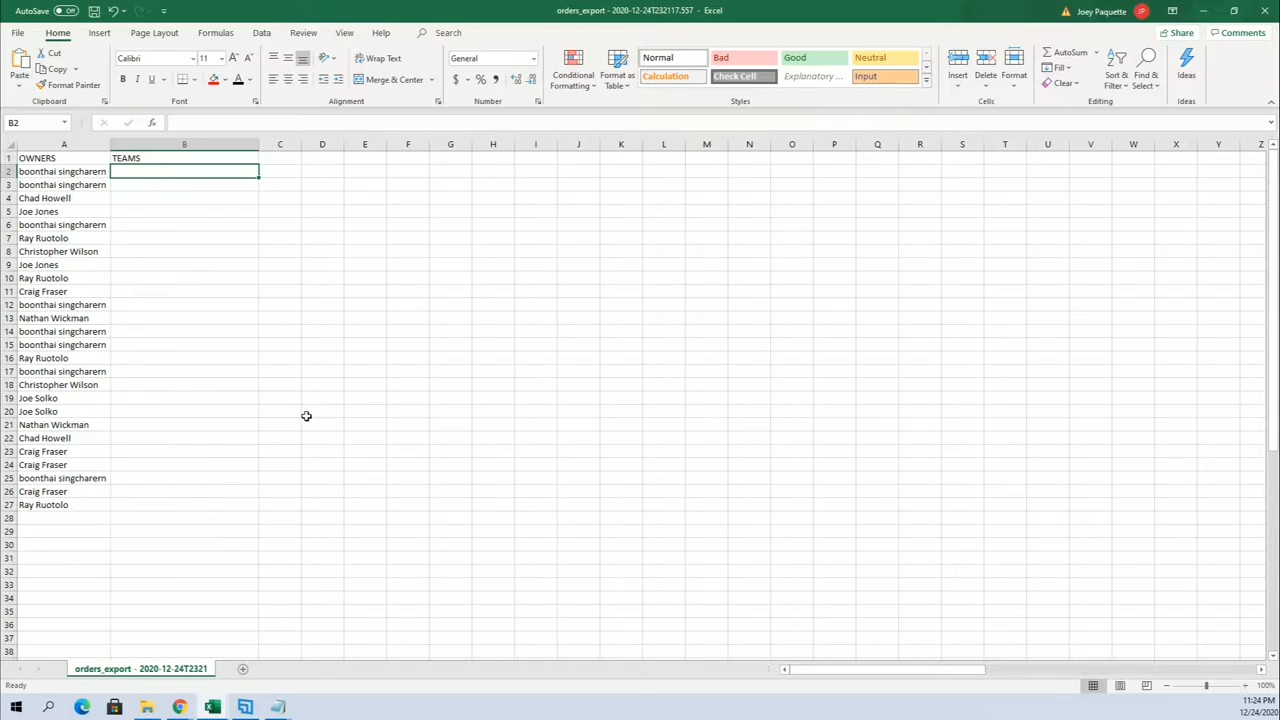 AutoSave Off orders_export - 2020-12-24T232117.557 - Excel Joey Paquette JP
File Home Insert Page Layout Formulas Data Review View Help Search Share Comments
Paste Cut Copy Format Painter Clipboard
Calibri 11 B I U A Font
Wrap Text Merge & Center Alignment
General $ % Number
Conditional Formatting Format as Table
Normal Bad Good Neutral
Calculation Check Cell Explanatory ... Input
Styles
Insert Delete Format Cells
AutoSum Fill Clear Sort & Filter Find & Select Editing
Ideas Ideas
B2 fx
A B C D E F G H I J K L M N O P Q R S T U V W X Y Z
1 OWNERS TEAMS
2 boonthai singcharern
3 boonthai singcharern
4 Chad Howell
5 Joe Jones
6 boonthai singcharern
7 Ray Ruotolo
8 Christopher Wilson
9 Joe Jones
10 Ray Ruotolo
11 Craig Fraser
12 boonthai singcharern
13 Nathan Wickman
14 boonthai singcharern
15 boonthai singcharern
16 Ray Ruotolo
17 boonthai singcharern
18 Christopher Wilson
19 Joe Solko
20 Joe Solko
21 Nathan Wickman
22 Chad Howell
23 Craig Fraser
24 Craig Fraser
25 boonthai singcharern
26 Craig Fraser
27 Ray Ruotolo
28
29
30
31
32
33
34
35
36
37
38
orders_export - 2020-12-24T2321
Ready 100%
11:24 PM
12/24/2020